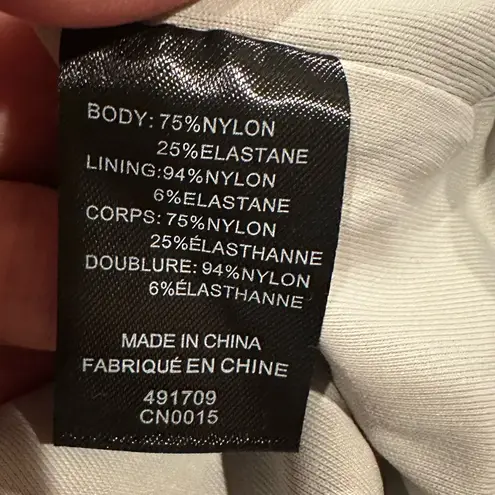 BODY: 75%NYLON
25%ELASTANE
LINING: 94%NYLON
6%ELASTANE
CORPS: 75%NYLON
25%ÉLASTHANNE
DOUBLURE: 94%NYLON
6%ÉLASTHANNE
MADE IN CHINA
FABRIQUÉ EN CHINE
491709
CN0015